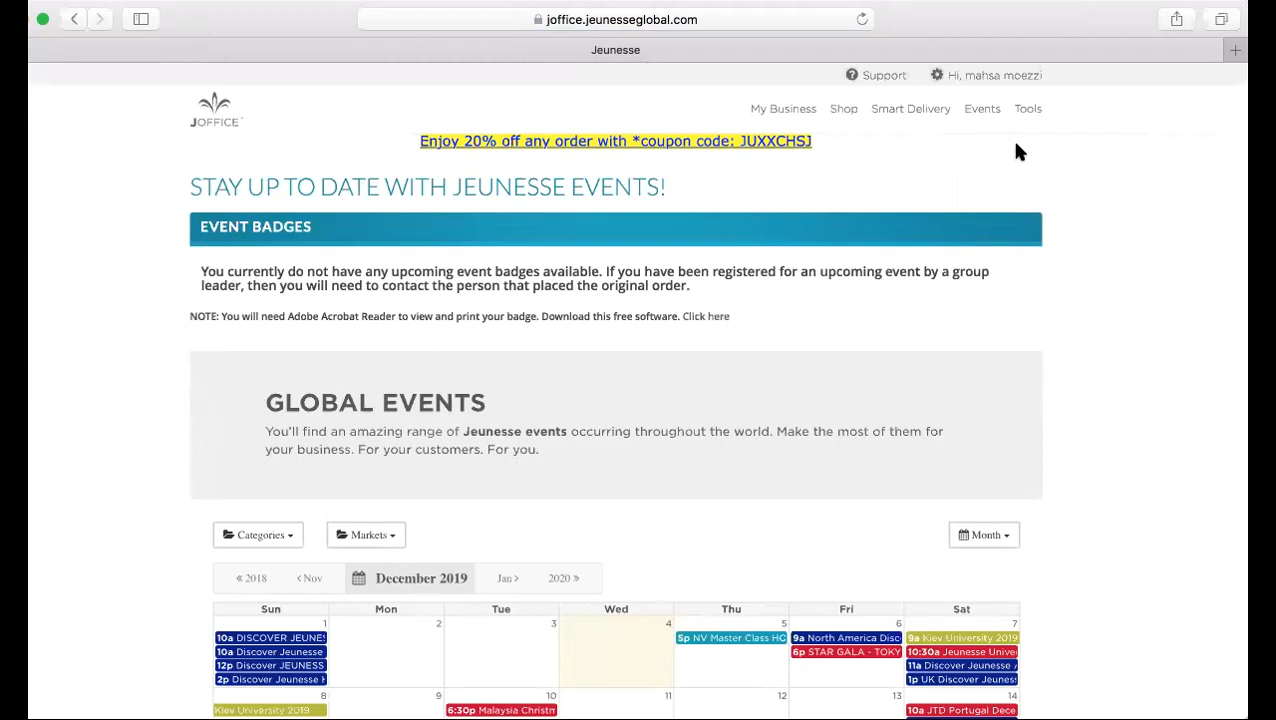 joffice.jeunesseglobal.com
Jeunesse
Support Hi, mahsa moezzi
JOFFICE
My Business Shop Smart Delivery Events Tools
Enjoy 20% off any order with *coupon code: JUXXCHSJ
STAY UP TO DATE WITH JEUNESSE EVENTS!
EVENT BADGES
You currently do not have any upcoming event badges available. If you have been registered for an upcoming event by a group
leader, then you will need to contact the person that placed the original order.
NOTE: You will need Adobe Acrobat Reader to view and print your badge. Download this free software. Click here
GLOBAL EVENTS
You'll find an amazing range of Jeunesse events occurring throughout the world. Make the most of them for
your business. For your customers. For you.
Categories Markets Month
« 2018 ‹ Nov December 2019 Jan › 2020 »
Sun Mon Tue Wed Thu Fri Sat
1 2 3 4 5 6 7
10a DISCOVER JEUNES 5p NV Master Class HO 9a North America Disc 9a Kiev University 2019
10a Discover Jeunesse 6p STAR GALA - TOKY 10:30a Jeunesse Unive
12p Discover JEUNESS 11a Discover Jeunesse
2p Discover Jeunesse 1p UK Discover Jeunes
8 9 10 11 12 13 14
Kiev University 2019 6:30p Malaysia Christm 10a JTD Portugal Dece